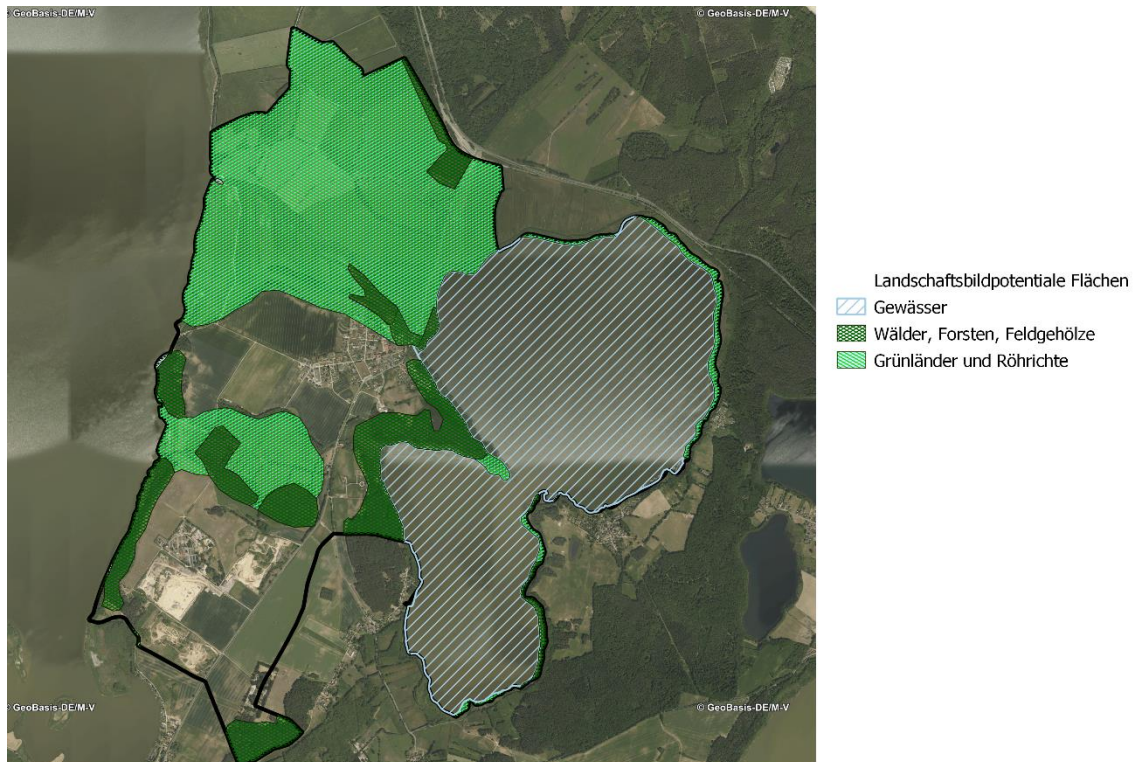 © GeoBasis-DE/M-V
© GeoBasis-DE/M-V
Landschaftsbildpotentiale Flächen
Gewässer
Wälder, Forsten, Feldgehölze
Grünländer und Röhrichte
© GeoBasis-DE/M-V
© GeoBasis-DE/M-V